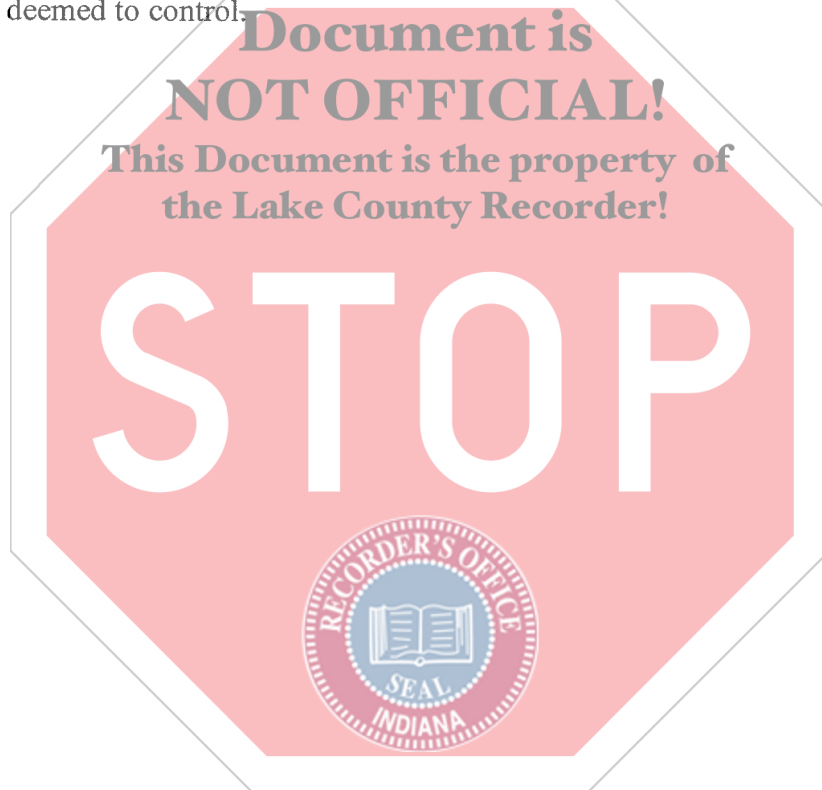 deemed to control.
Document is
NOT OFFICIAL!
This Document is the property of
the Lake County Recorder!
STOP
RECORDER'S OFFICE
SEAL
INDIANA